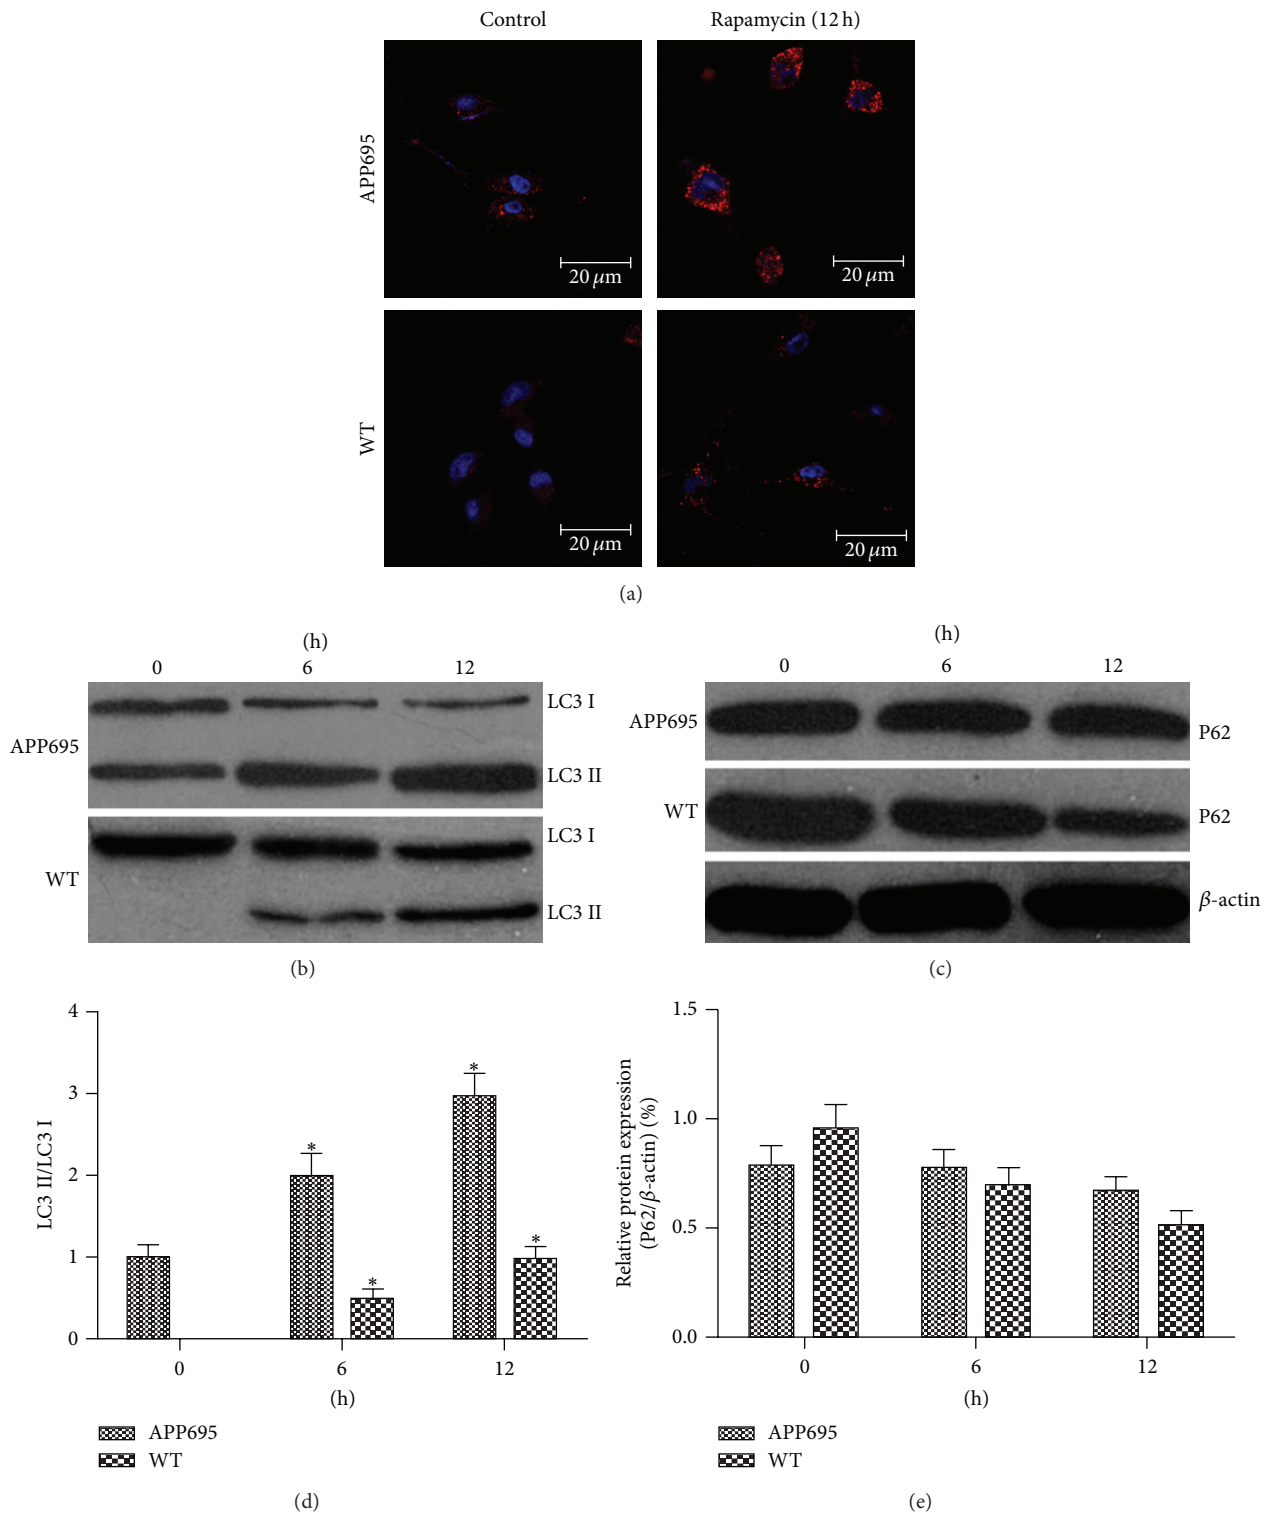 Control Rapamycin (12 h)
APP695
20 µm 20 µm
WT
20 µm 20 µm
(a)
(h)
0 6 12
LC3 I
APP695
LC3 II
LC3 I
WT
LC3 II
(b)
(h)
0 6 12
APP695 P62
WT P62
β-actin
(c)
4
3
2
1
0
LC3 II/LC3 I
* * * *
0 6 12
(h)
APP695
WT
(d)
1.5
1.0
0.5
0.0
Relative protein expression
(P62/β-actin) (%)
0 6 12
(h)
APP695
WT
(e)